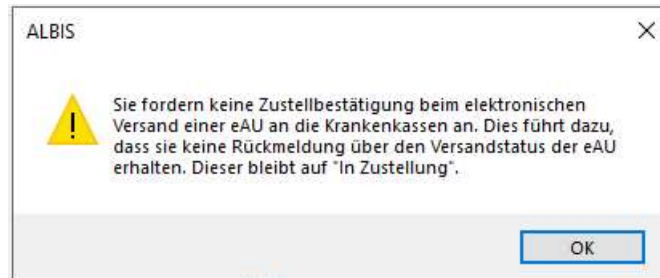 ALBIS
Sie fordern keine Zustellbestätigung beim elektronischen
Versand einer eAU an die Krankenkassen an. Dies führt dazu,
dass sie keine Rückmeldung über den Versandstatus der eAU
erhalten. Dieser bleibt auf "In Zustellung".
OK